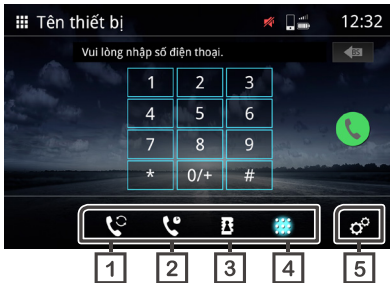 Tên thiết bị 12:32
Vui lòng nhập số điện thoại. BS
1 2 3
4 5 6
7 8 9
* 0/+ #
1 2 3 4 5